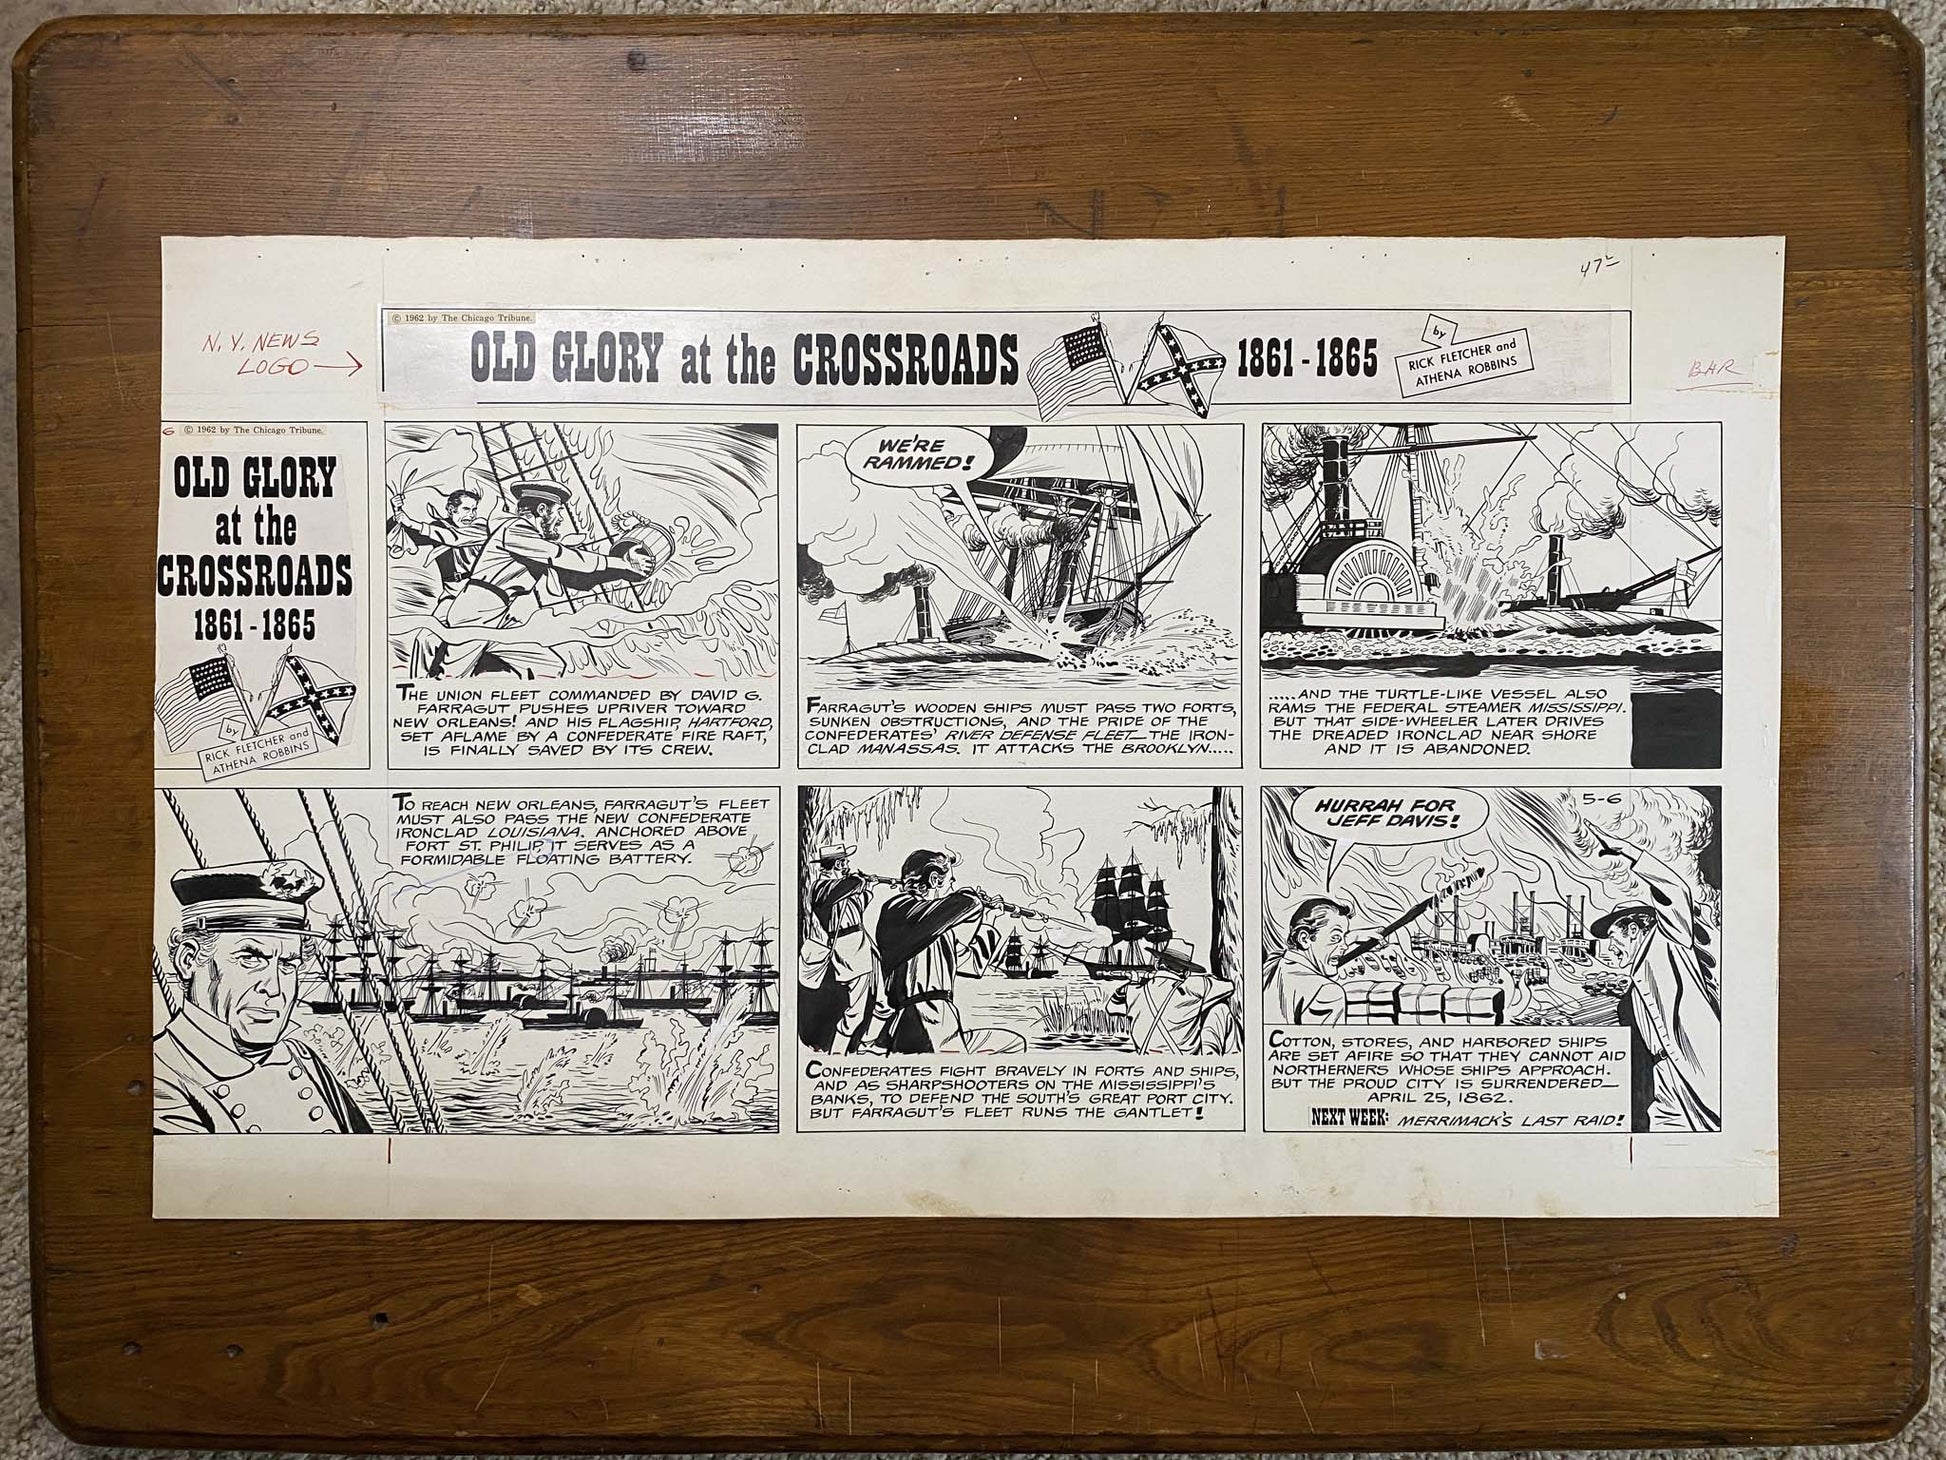 47½
N.Y. NEWS
LOGO →
© 1962 by The Chicago Tribune.
OLD GLORY at the CROSSROADS 1861-1865
by
RICK FLETCHER and
ATHENA ROBBINS
BAR
6 © 1962 by The Chicago Tribune.
OLD GLORY
at the
CROSSROADS
1861-1865
by
RICK FLETCHER and
ATHENA ROBBINS
THE UNION FLEET COMMANDED BY DAVID G.
FARRAGUT PUSHES UPRIVER TOWARD
NEW ORLEANS! AND HIS FLAGSHIP, HARTFORD,
SET AFLAME BY A CONFEDERATE FIRE RAFT,
IS FINALLY SAVED BY ITS CREW.
WE'RE
RAMMED!
FARRAGUT'S WOODEN SHIPS MUST PASS TWO FORTS,
SUNKEN OBSTRUCTIONS, AND THE PRIDE OF THE
CONFEDERATES' RIVER DEFENSE FLEET—THE IRON-
CLAD MANASSAS. IT ATTACKS THE BROOKLYN.....
.....AND THE TURTLE-LIKE VESSEL ALSO
RAMS THE FEDERAL STEAMER MISSISSIPPI.
BUT THAT SIDE-WHEELER LATER DRIVES
THE DREADED IRONCLAD NEAR SHORE
AND IT IS ABANDONED.
TO REACH NEW ORLEANS, FARRAGUT'S FLEET
MUST ALSO PASS THE NEW CONFEDERATE
IRONCLAD LOUISIANA. ANCHORED ABOVE
FORT ST. PHILIP, IT SERVES AS A
FORMIDABLE FLOATING BATTERY.
CONFEDERATES FIGHT BRAVELY IN FORTS AND SHIPS,
AND AS SHARPSHOOTERS ON THE MISSISSIPPI'S
BANKS, TO DEFEND THE SOUTH'S GREAT PORT CITY.
BUT FARRAGUT'S FLEET RUNS THE GANTLET!
HURRAH FOR
JEFF DAVIS!
5-6
COTTON, STORES, AND HARBORED SHIPS
ARE SET AFIRE SO THAT THEY CANNOT AID
NORTHERNERS WHOSE SHIPS APPROACH.
BUT THE PROUD CITY IS SURRENDERED—
APRIL 25, 1862.
NEXT WEEK: MERRIMACK'S LAST RAID!